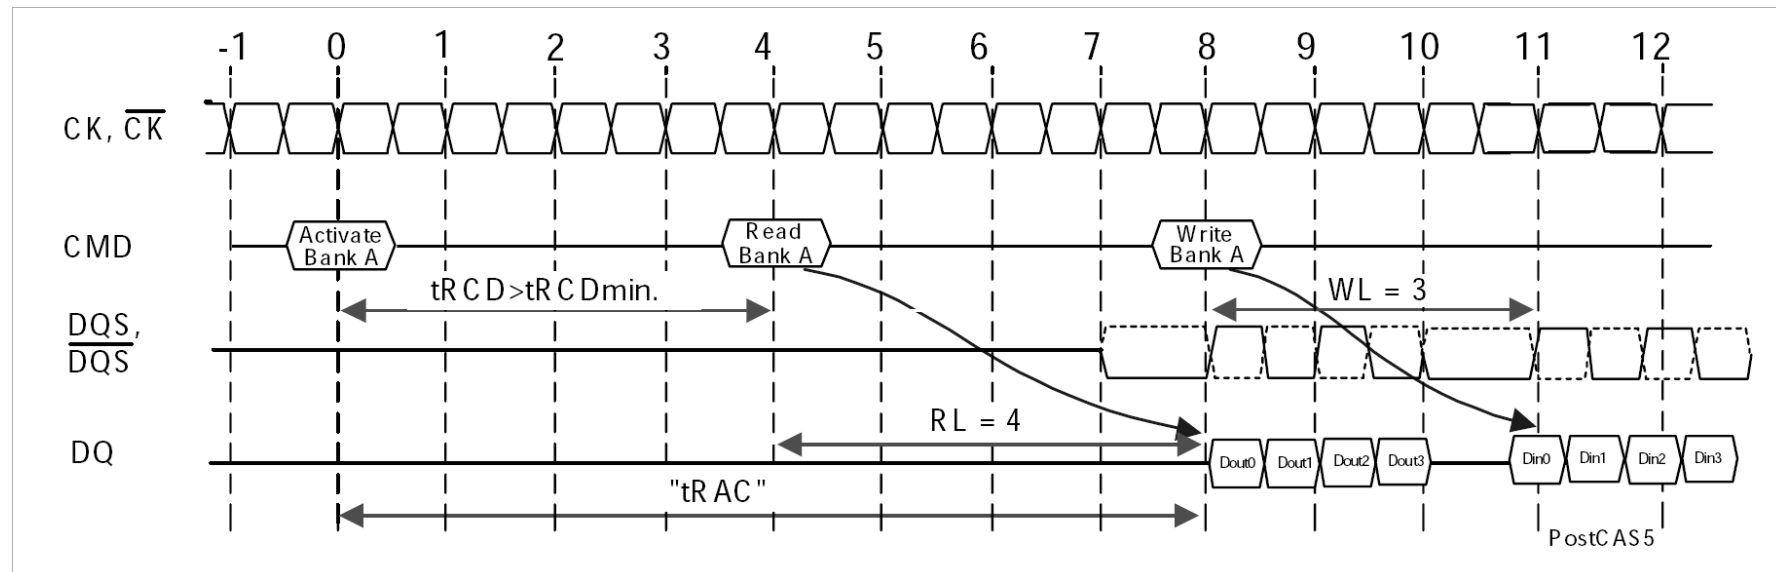 -1 0 1 2 3 4 5 6 7 8 9 10 11 12
CK, CK
CMD
Activate
Bank A
Read
Bank A
Write
Bank A
tRCD>tRCDmin.
WL = 3
DQS,
DQS
RL = 4
DQ
Dout0 Dout1 Dout2 Dout3
Din0 Din1 Din2 Din3
"tRAC"
PostCAS5